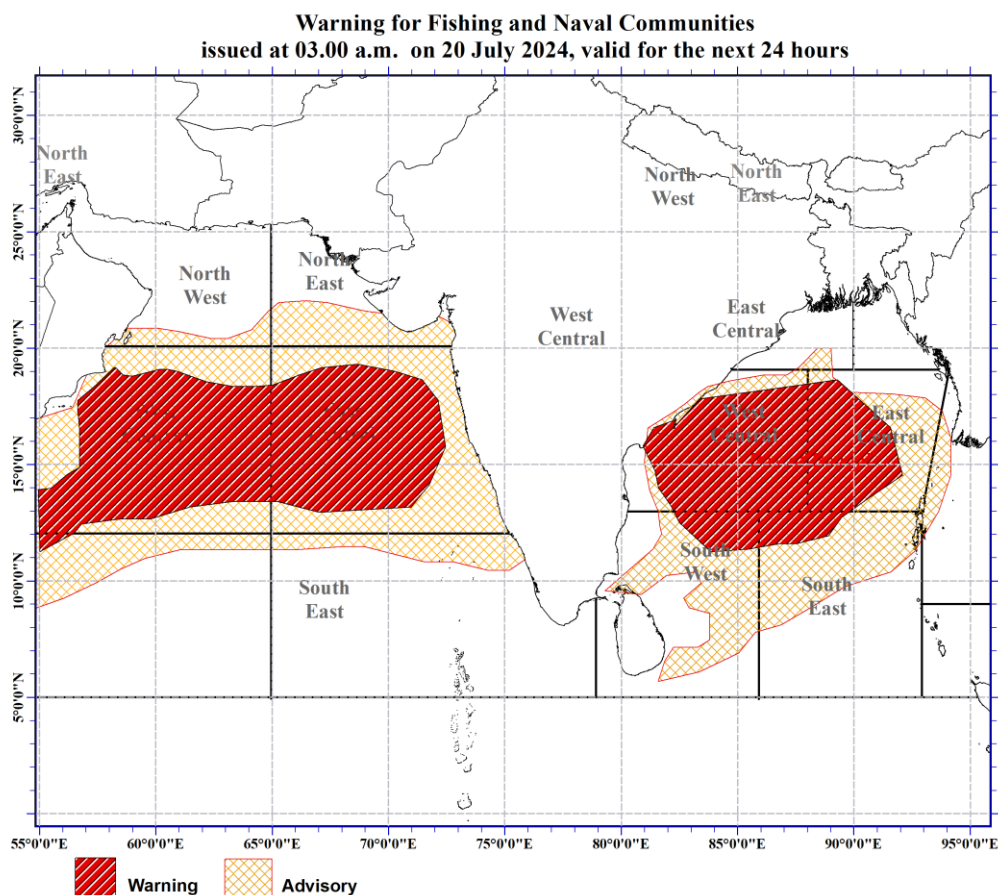 Warning for Fishing and Naval Communities
issued at 03.00 a.m. on 20 July 2024, valid for the next 24 hours
30°0'0"N
25°0'0"N
20°0'0"N
15°0'0"N
10°0'0"N
5°0'0"N
North
East
North
West
North
East
North
West
North
East
West
Central
East
Central
West
Central
East
Central
South
West
South
East
South
East
55°0'0"E
60°0'0"E
65°0'0"E
70°0'0"E
75°0'0"E
80°0'0"E
85°0'0"E
90°0'0"E
95°0'0"E
Warning
Advisory